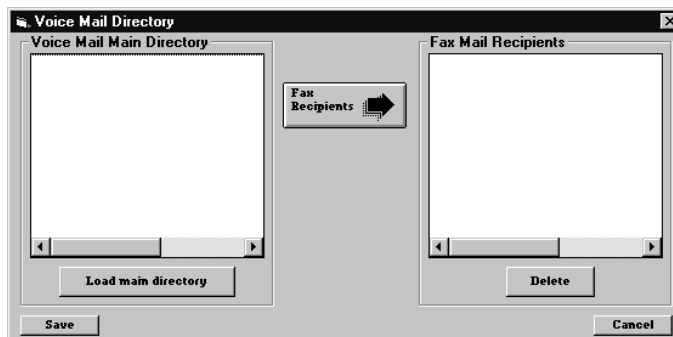 Voice Mail Directory
Voice Mail Main Directory
Fax Mail Recipients
Fax
Recipients
Load main directory
Delete
Save
Cancel